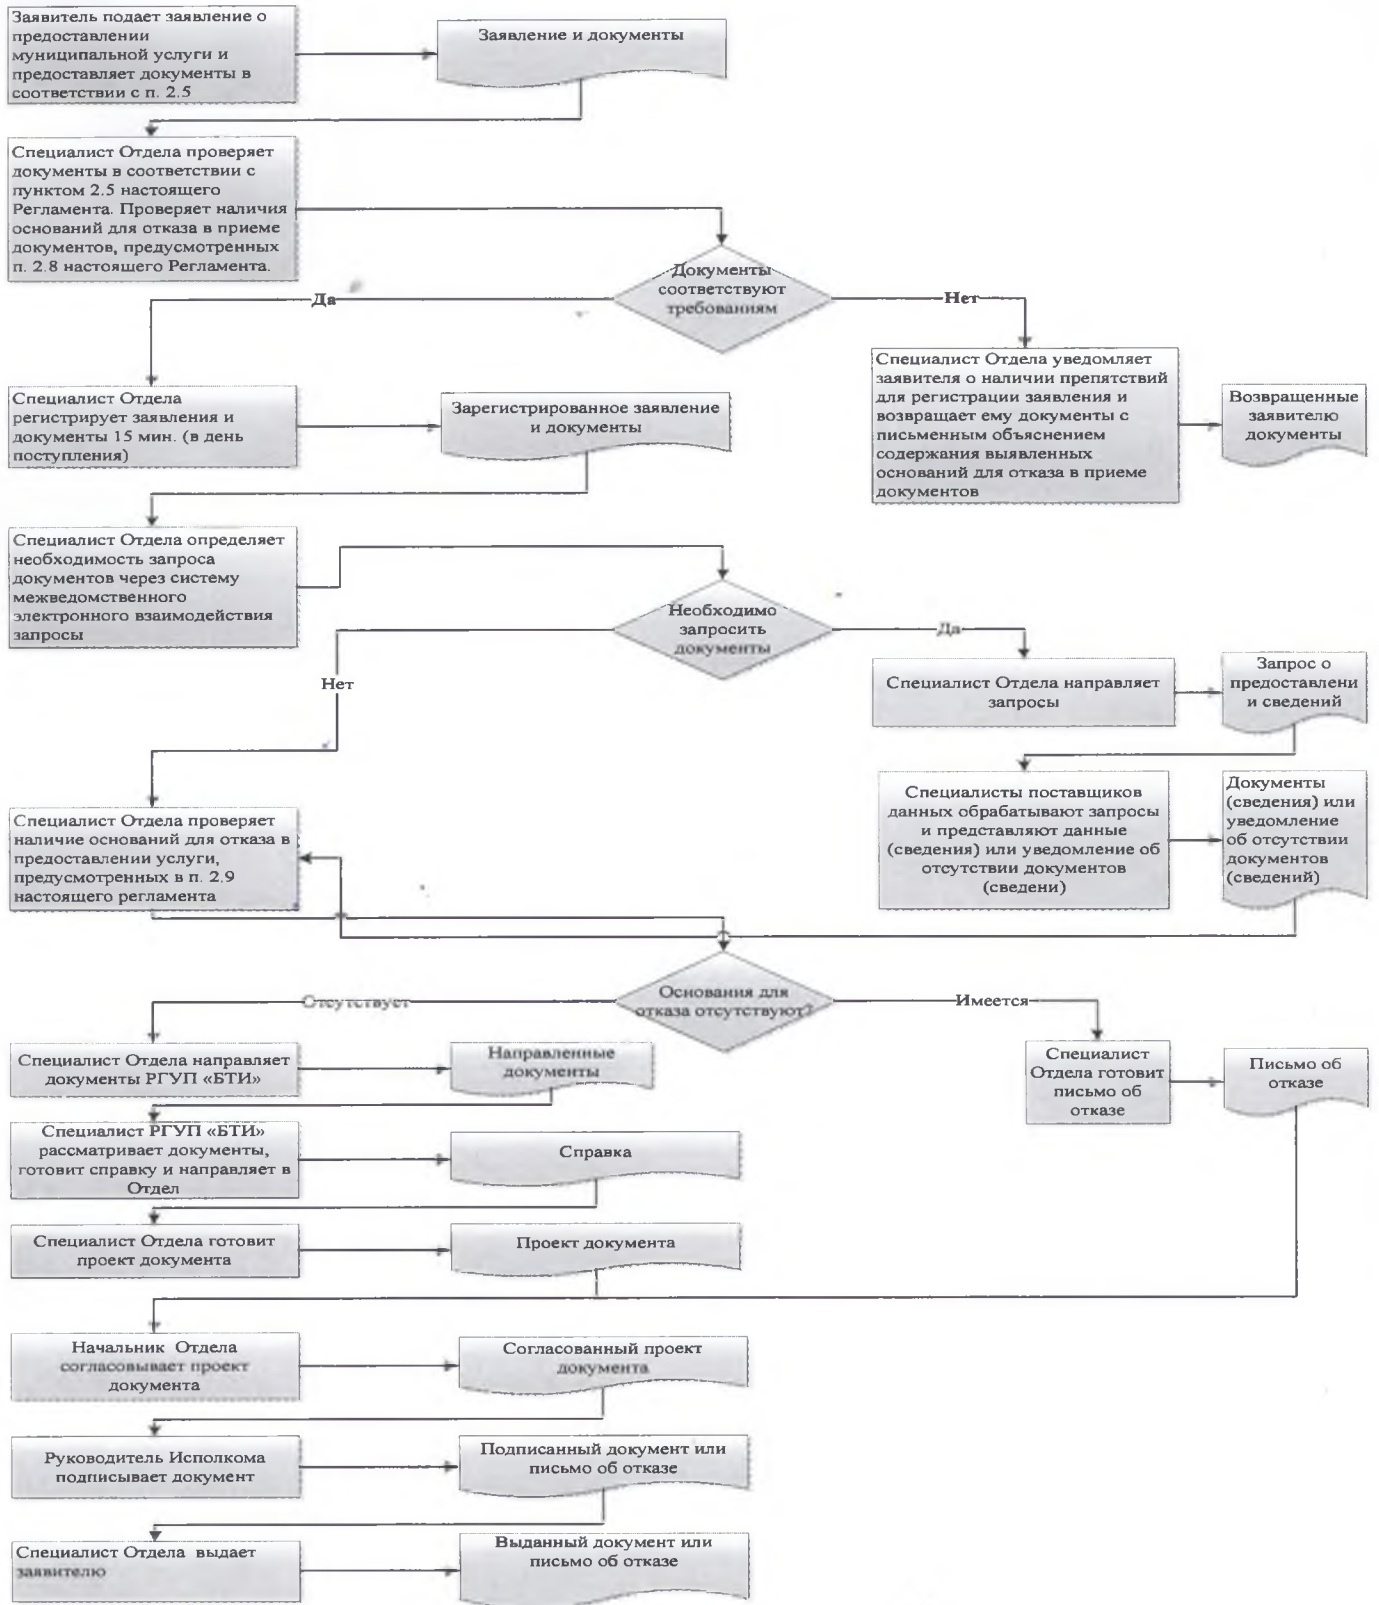 Заявитель подает заявление о
предоставлении
муниципальной услуги и
предоставляет документы в
соответствии с п. 2.5
Заявление и документы
Специалист Отдела проверяет
документы в соответствии с
пунктом 2.5 настоящего
Регламента. Проверяет наличия
оснований для отказа в приеме
документов, предусмотренных
п. 2.8 настоящего Регламента.
Документы
соответствуют
требованиям
Да
Нет
Специалист Отдела
регистрирует заявления и
документы 15 мин. (в день
поступления)
Зарегистрированное заявление
и документы
Специалист Отдела уведомляет
заявителя о наличии препятствий
для регистрации заявления и
возвращает ему документы с
письменным объяснением
содержания выявленных
оснований для отказа в приеме
документов
Возвращенные
заявителю
документы
Специалист Отдела определяет
необходимость запроса
документов через систему
межведомственного
электронного взаимодействия
запросы
Необходимо
запросить
документы
Да
Нет
Специалист Отдела направляет
запросы
Запрос о
предоставлени
и сведений
Специалисты поставщиков
данных обрабатывают запросы
и представляют данные
(сведения) или уведомление об
отсутствии документов
(сведени)
Документы
(сведения) или
уведомление
об отсутствии
документов
(сведений)
Специалист Отдела проверяет
наличие оснований для отказа в
предоставлении услуги,
предусмотренных в п. 2.9
настоящего регламента
Основания для
отказа отсутствуют?
Отсутствует
Имеется
Специалист Отдела направляет
документы РГУП «БТИ»
Направленные
документы
Специалист
Отдела готовит
письмо об
отказе
Письмо об
отказе
Специалист РГУП «БТИ»
рассматривает документы,
готовит справку и направляет в
Отдел
Справка
Специалист Отдела готовит
проект документа
Проект документа
Начальник Отдела
согласовывает проект
документа
Согласованный проект
документа
Руководитель Исполкома
подписывает документ
Подписанный документ или
письмо об отказе
Специалист Отдела выдает
заявителю
Выданный документ или
письмо об отказе